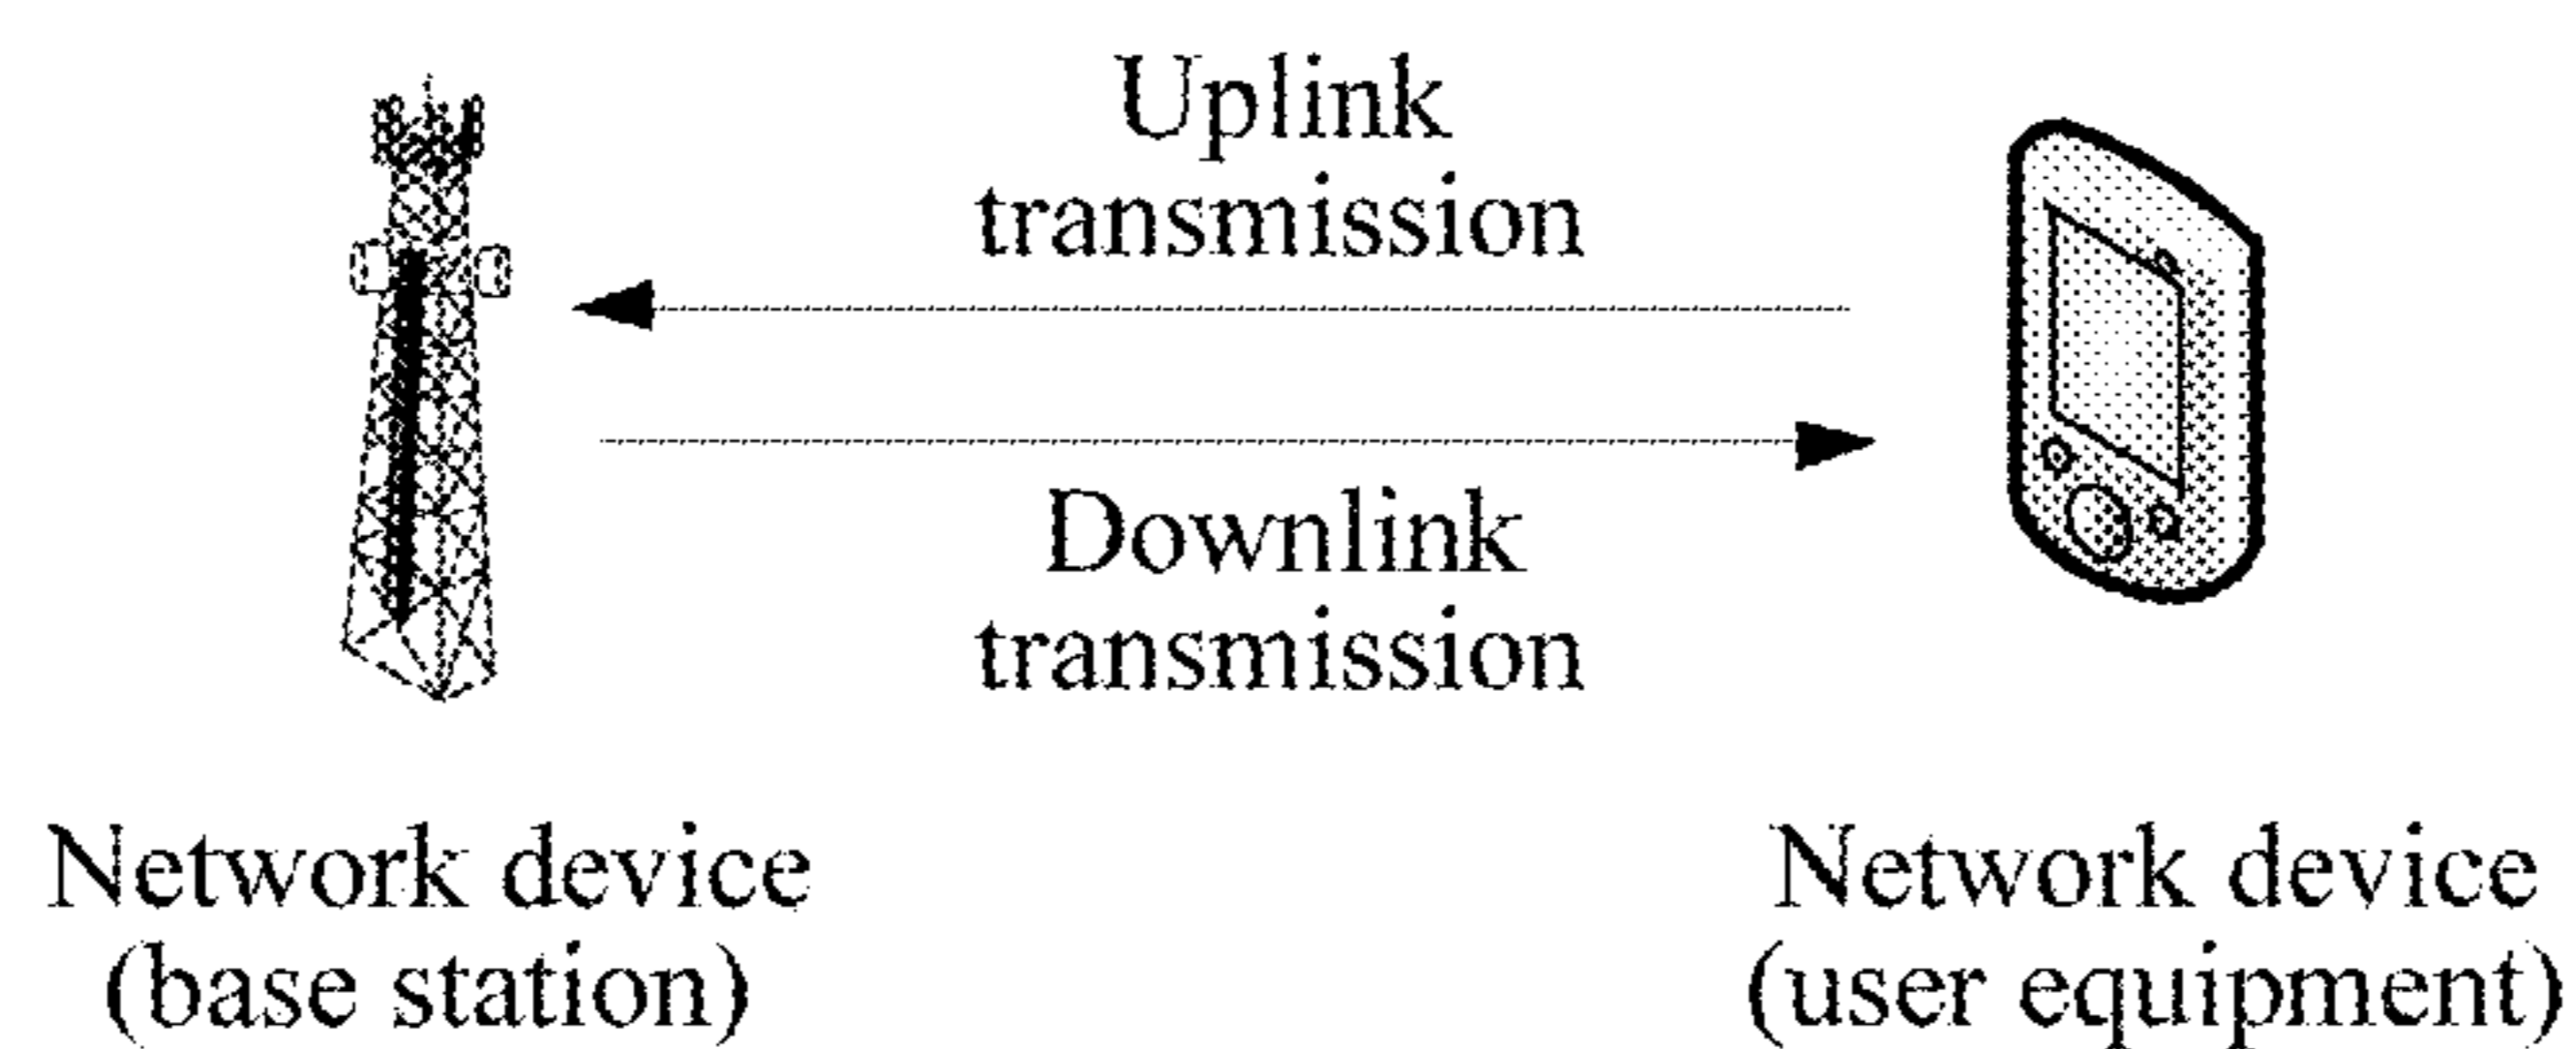 Uplink
transmission
Downlink
transmission
Network device
(base station)
Network device
(user equipment)